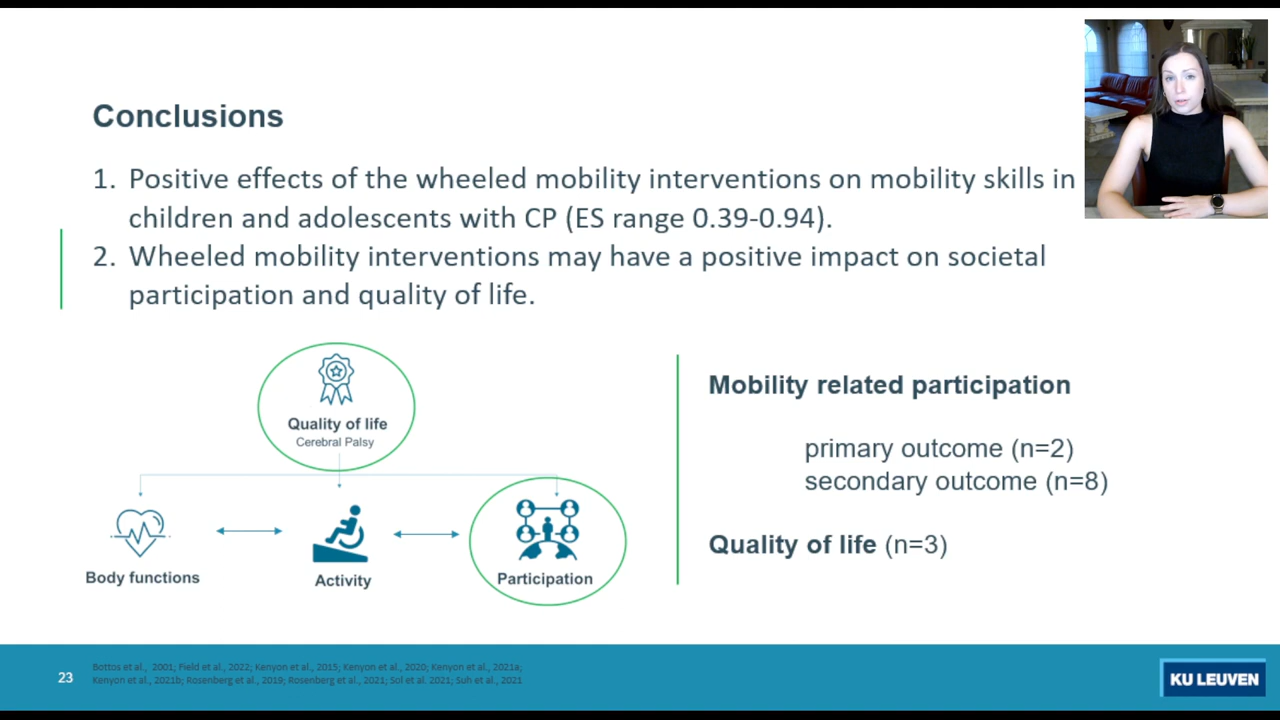 Conclusions
1. Positive effects of the wheeled mobility interventions on mobility skills in
children and adolescents with CP (ES range 0.39-0.94).
2. Wheeled mobility interventions may have a positive impact on societal
participation and quality of life.
Quality of life
Cerebral Palsy
Body functions
Activity
Participation
Mobility related participation
primary outcome (n=2)
secondary outcome (n=8)
Quality of life (n=3)
23
Bottos et al., 2001; Field et al., 2022; Kenyon et al., 2015; Kenyon et al., 2020; Kenyon et al., 2021a;
Kenyon et al., 2021b; Rosenberg et al., 2019; Rosenberg et al., 2021; Sol et al. 2021; Suh et al., 2021
KU LEUVEN